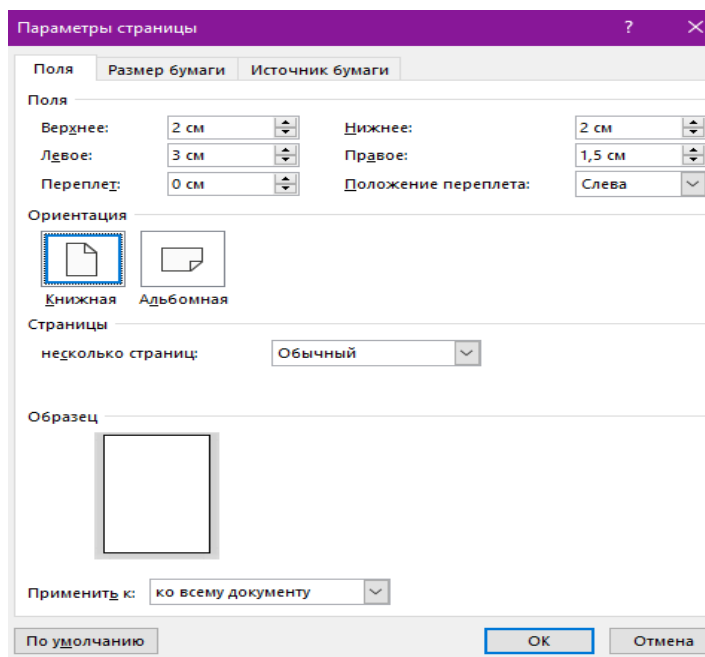 Параметры страницы ?
Поля Размер бумаги Источник бумаги
Поля
Верхнее: 2 см Нижнее: 2 см
Левое: 3 см Правое: 1,5 см
Переплет: 0 см Положение переплета: Слева
Ориентация
Книжная Альбомная
Страницы
несколько страниц: Обычный
Образец
Применить к: ко всему документу
По умолчанию ОК Отмена